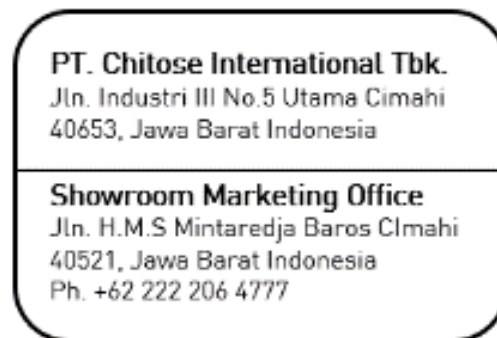 PT. Chitose International Tbk.
Jln. Industri III No.5 Utama Cimahi
40653, Jawa Barat Indonesia
Showroom Marketing Office
Jln. H.M.S Mintaredja Baros CImahi
40521, Jawa Barat Indonesia
Ph. +62 222 206 4777